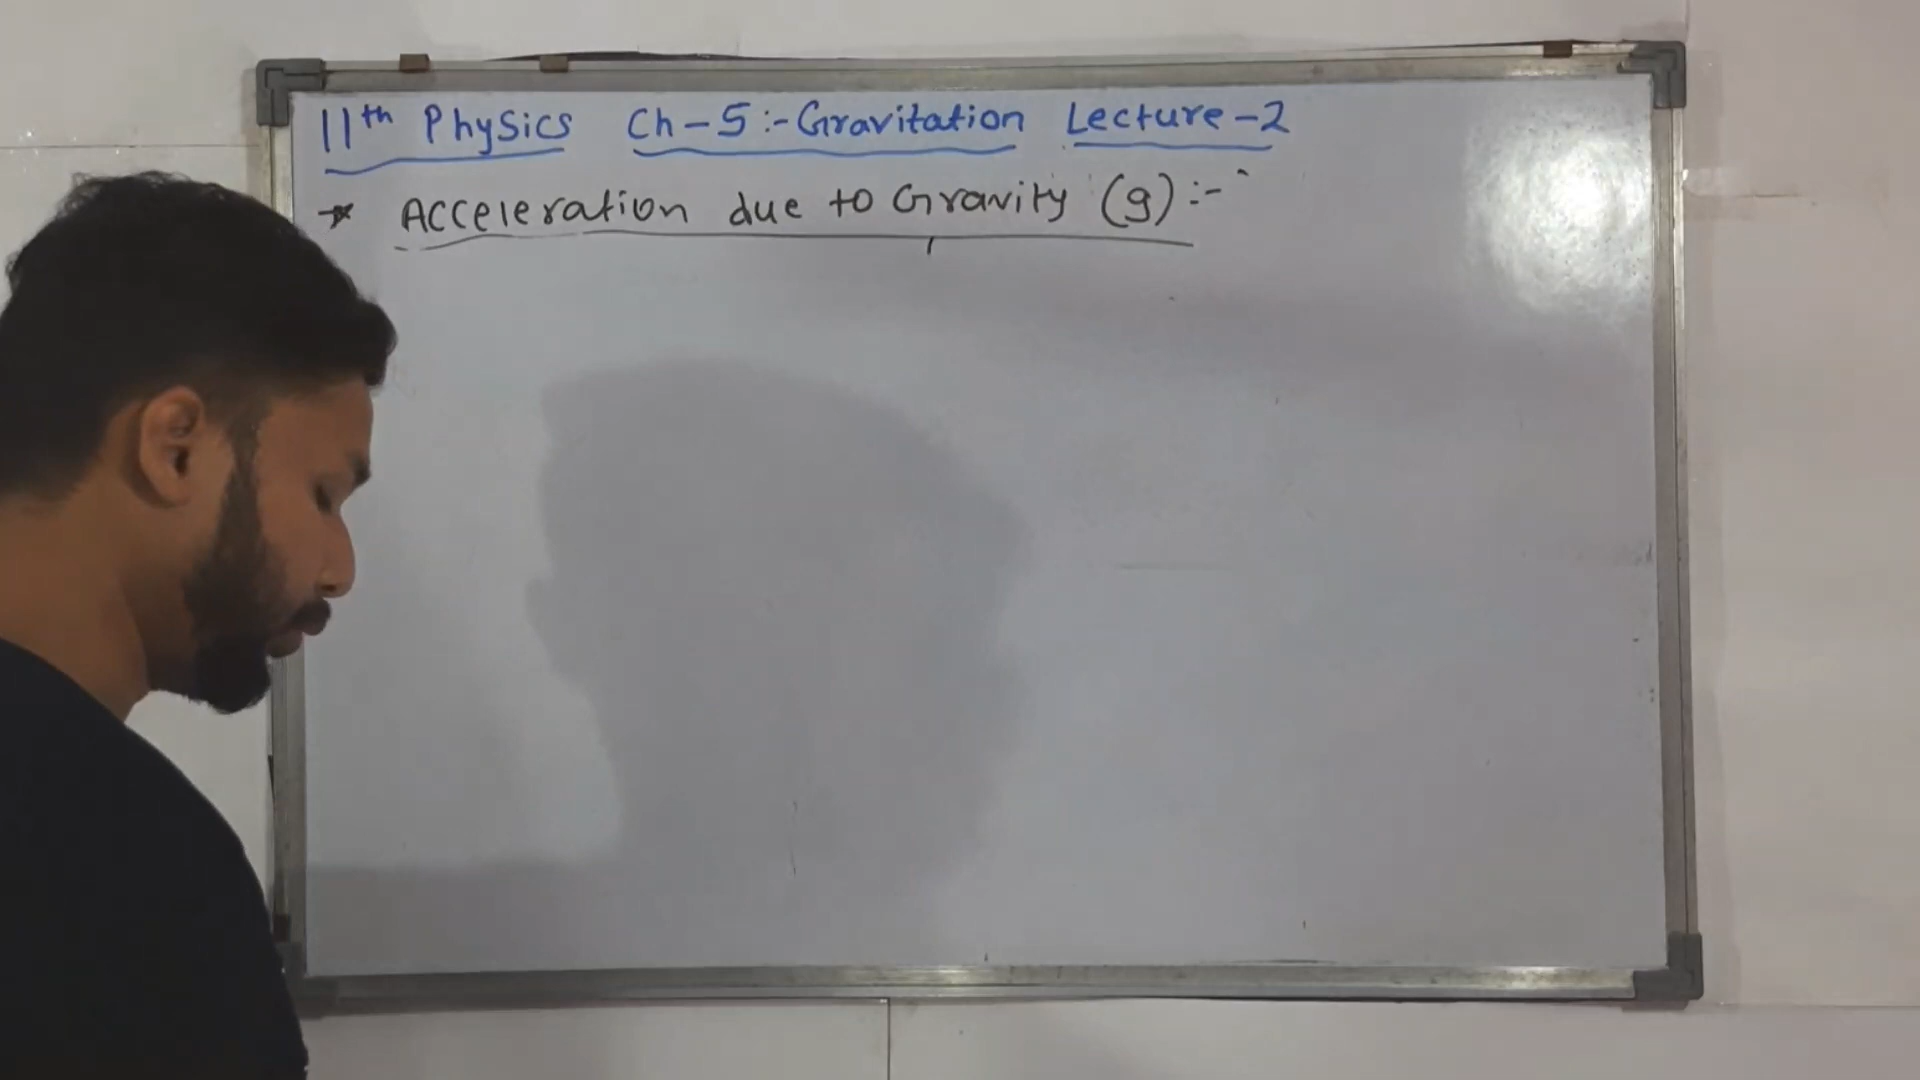 11th Physics Ch-5:- Gravitation Lecture-2
* Acceleration due to Gravity (g):-